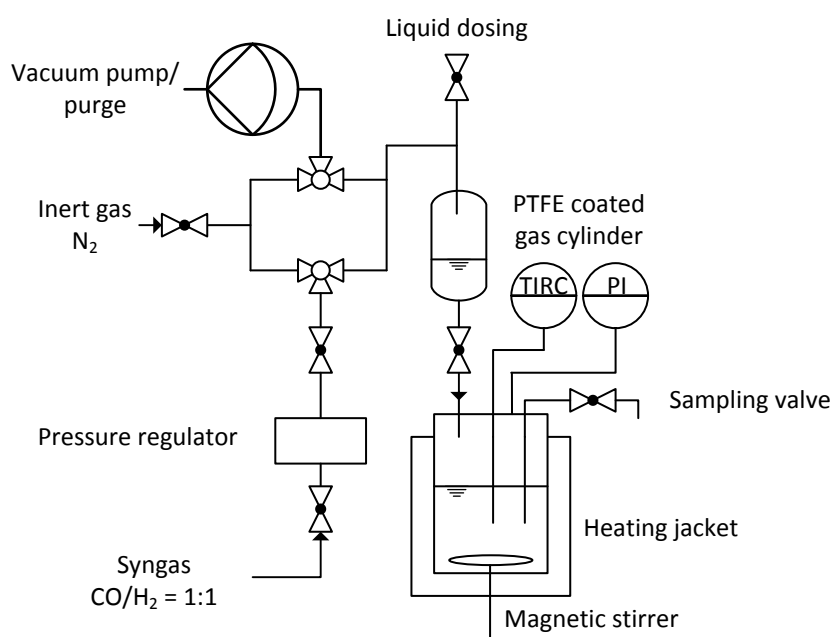 Liquid dosing
Vacuum pump/
purge
Inert gas
N₂
PTFE coated
gas cylinder
TIRC
PI
Sampling valve
Pressure regulator
Heating jacket
Syngas
CO/H₂ = 1:1
Magnetic stirrer